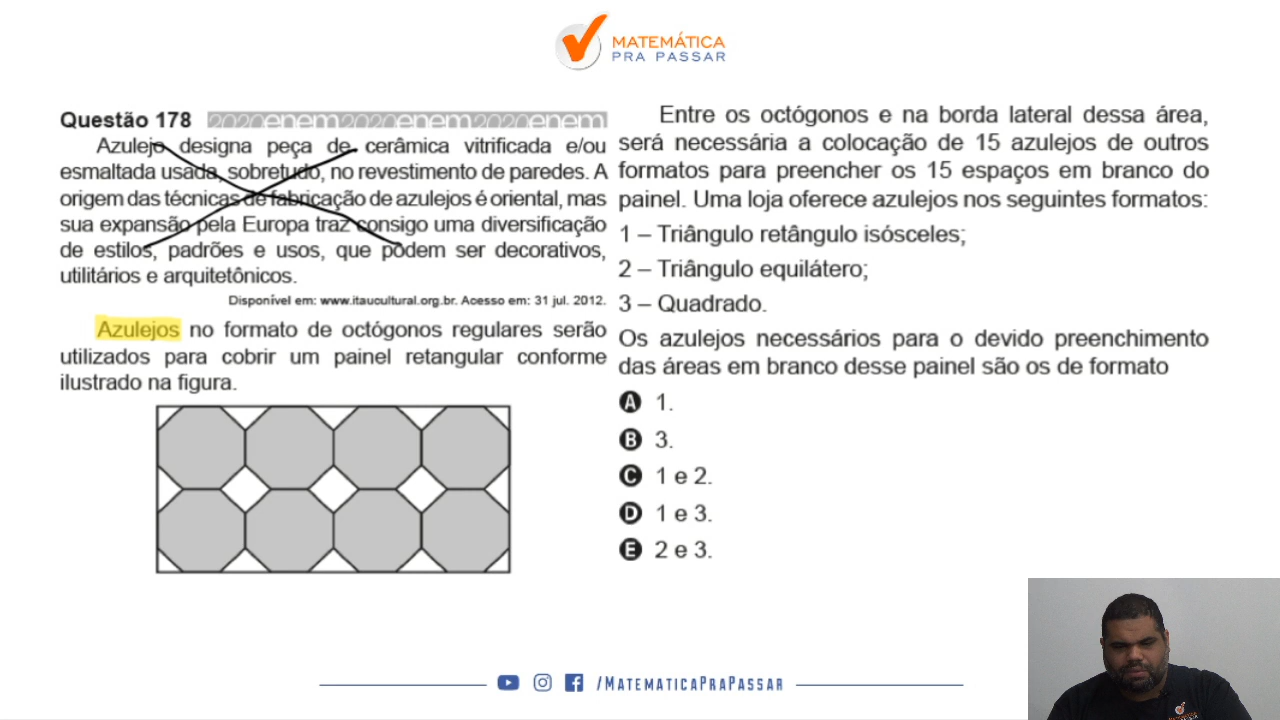 MATEMÁTICA
PRA PASSAR
Questão 178 2020enem2020enem2020enem
Azulejo designa peça de cerâmica vitrificada e/ou
esmaltada usada, sobretudo, no revestimento de paredes. A
origem das técnicas de fabricação de azulejos é oriental, mas
sua expansão pela Europa traz consigo uma diversificação
de estilos, padrões e usos, que podem ser decorativos,
utilitários e arquitetônicos.
Disponível em: www.itaucultural.org.br. Acesso em: 31 jul. 2012.
Azulejos no formato de octógonos regulares serão
utilizados para cobrir um painel retangular conforme
ilustrado na figura.
Entre os octógonos e na borda lateral dessa área,
será necessária a colocação de 15 azulejos de outros
formatos para preencher os 15 espaços em branco do
painel. Uma loja oferece azulejos nos seguintes formatos:
1 – Triângulo retângulo isósceles;
2 – Triângulo equilátero;
3 – Quadrado.
Os azulejos necessários para o devido preenchimento
das áreas em branco desse painel são os de formato
A 1.
B 3.
C 1 e 2.
D 1 e 3.
E 2 e 3.
/MatematicaPraPassar